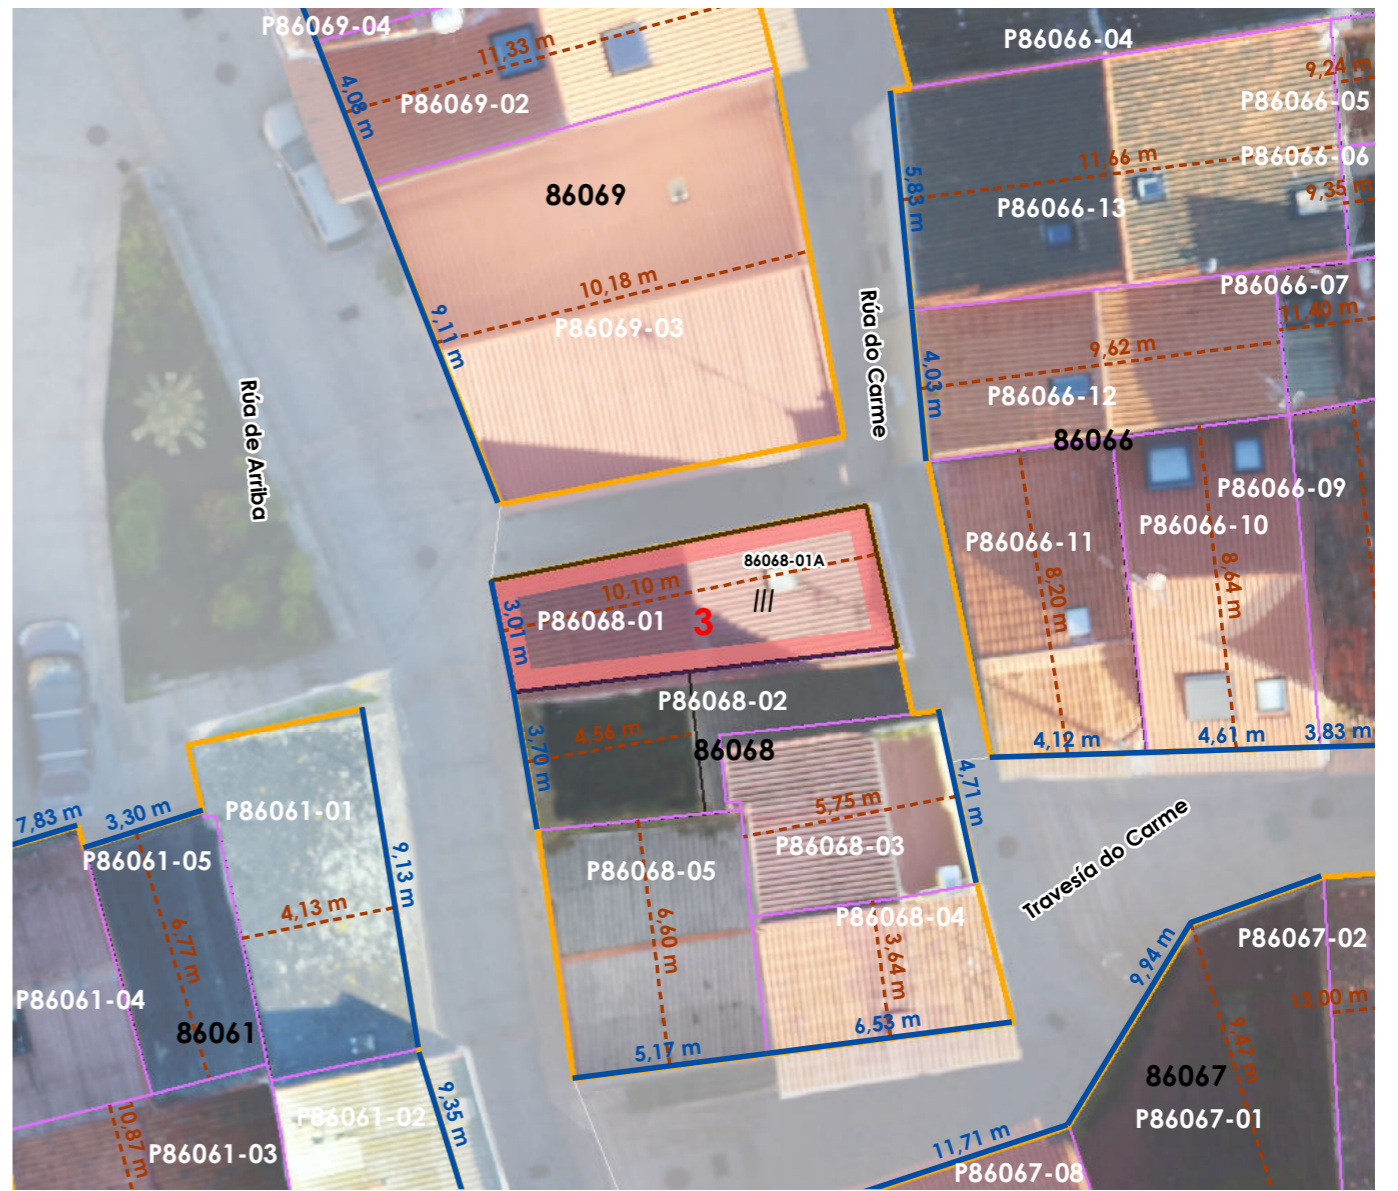 P86069-04
11,33 m
4,08 m
P86069-02
86069
10,18 m
9,11 m
P86069-03
Rúa de Arriba
Rúa do Carme
P86066-04
9,24 m
P86066-05
11,66 m
P86066-06
9,35 m
5,83 m
P86066-13
P86066-07
11,40 m
9,62 m
4,03 m
P86066-12
86066
P86066-09
P86066-10
P86066-11
8,20 m
8,64 m
4,12 m
4,61 m
3,83 m
86068-01A
10,10 m
3,01 m
P86068-01
3
III
P86068-02
4,56 m
3,70 m
86068
4,71 m
5,75 m
P86068-03
P86068-05
P86068-04
6,60 m
3,64 m
6,53 m
5,17 m
Travesía do Carme
7,83 m
3,30 m
P86061-01
P86061-05
9,13 m
4,13 m
6,77 m
P86061-04
86061
P86061-02
9,35 m
10,87 m
P86061-03
P86067-02
9,94 m
13,00 m
9,47 m
86067
P86067-01
11,71 m
P86067-08